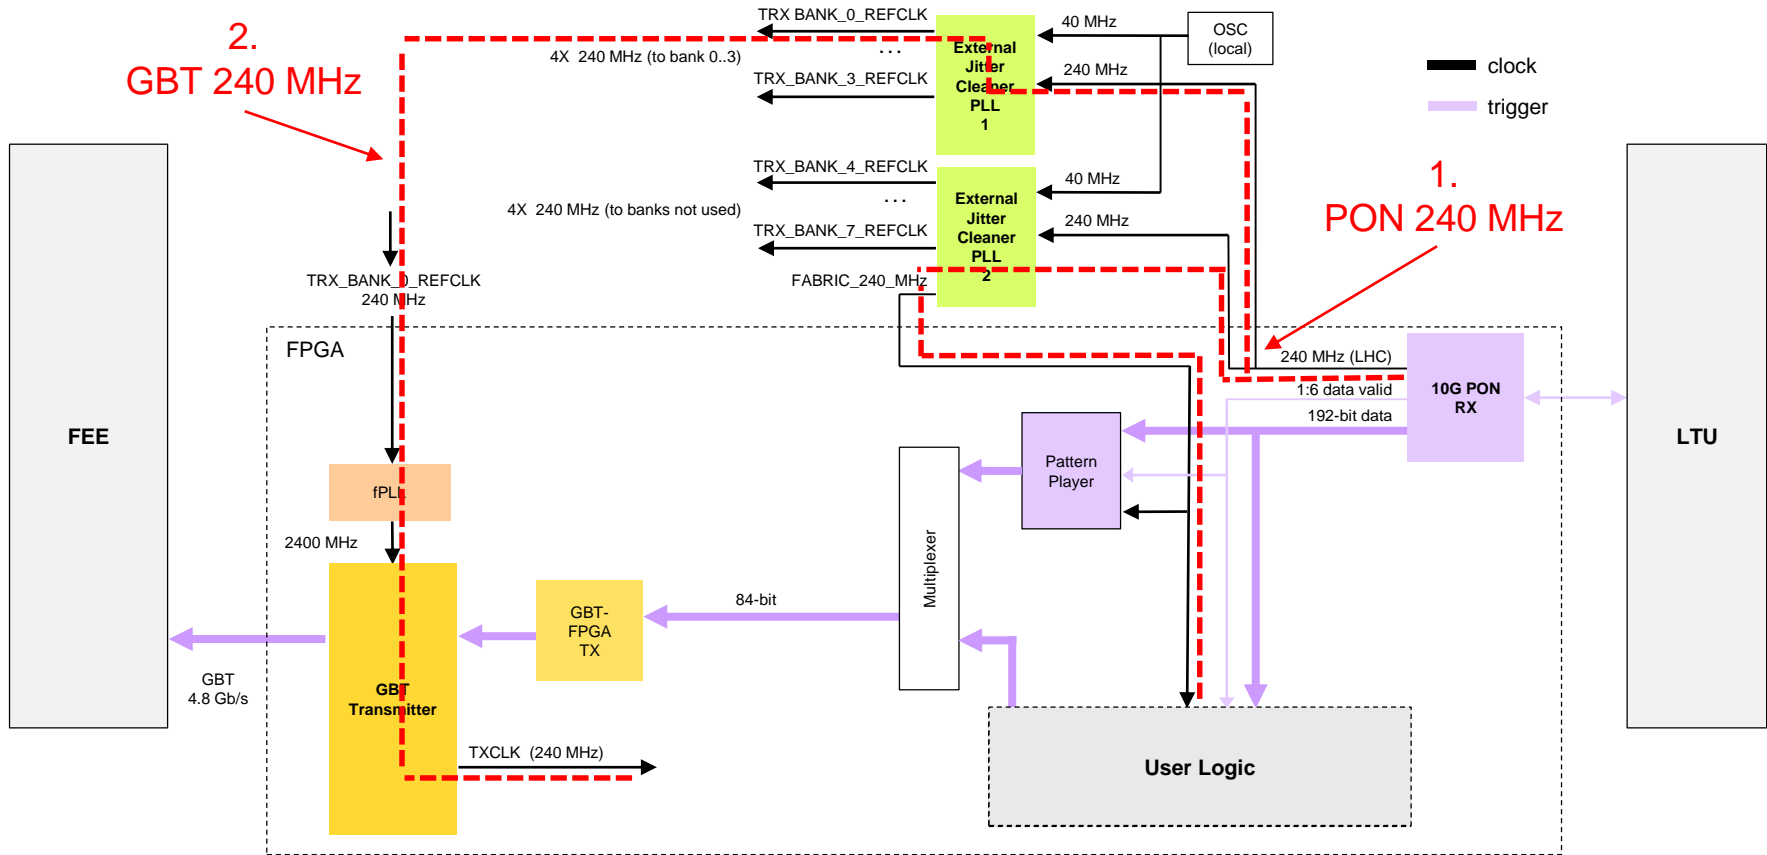 2.
GBT 240 MHz
TRX BANK_0_REFCLK
4X  240 MHz (to bank 0..3)
...
TRX_BANK_3_REFCLK
External
Jitter
Cleaner
PLL
1
40 MHz
240 MHz
OSC
(local)
clock
trigger
TRX_BANK_4_REFCLK
4X  240 MHz (to banks not used)
...
TRX_BANK_7_REFCLK
FABRIC_240_MHz
External
Jitter
Cleaner
PLL
2
40 MHz
240 MHz
1.
PON 240 MHz
TRX_BANK_0_REFCLK
240 MHz
FPGA
240 MHz (LHC)
1:6 data valid
192-bit data
10G PON
RX
FEE
LTU
fPLL
2400 MHz
Pattern
Player
Multiplexer
84-bit
GBT-
FPGA
TX
GBT
4.8 Gb/s
GBT
Transmitter
TXCLK  (240 MHz)
User Logic